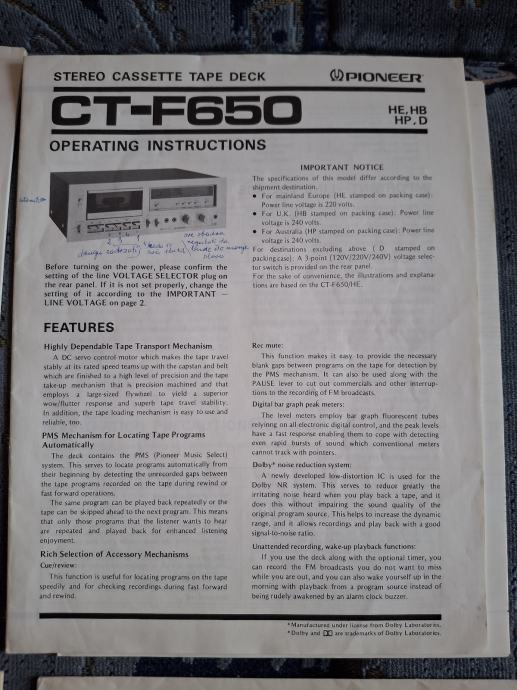 STEREO CASSETTE TAPE DECK
PIONEER
CT-F650
HE, HB
HP, D
OPERATING INSTRUCTIONS
Before turning on the power, please confirm the
setting of the line VOLTAGE SELECTOR plug on
the rear panel. If it is not set properly, change the
setting of it according to the IMPORTANT —
LINE VOLTAGE on page 2.
IMPORTANT NOTICE
The specifications of this model differ according to the
shipment destination.
● For mainland Europe (HE stamped on packing case):
Power line voltage is 220 volts.
● For U.K. (HB stamped on packing case): Power line
voltage is 240 volts.
● For Australia (HP stamped on packing case): Power line
voltage is 240 volts.
For destinations excluding above ( D stamped on
packing case): A 3-point (120V/220V/240V) voltage selec-
tor switch is provided on the rear panel.
For the sake of convenience, the illustrations and explana-
tions are based on the CT-F650/HE.
FEATURES
Highly Dependable Tape Transport Mechanism
A DC servo control motor which makes the tape travel
stably at its rated speed teams up with the capstan and belt
which are finished to a high level of precision and the tape
take-up mechanism that is precision machined and that
employs a large-sized flywheel to yield a superior
wow/flutter response and superb tape travel stability.
In addition, the tape loading mechanism is easy to use and
reliable, too.
PMS Mechanism for Locating Tape Programs
Automatically
The deck contains the PMS (Pioneer Music Select)
system. This serves to locate programs automatically from
their beginning by detecting the unrecorded gaps between
the tape programs recorded on the tape during rewind or
fast forward operations.
The same program can be played back repeatedly or the
tape can be skipped ahead to the next program. This means
that only those programs that the listener wants to hear
are repeated and played back for enhanced listening
enjoyment.
Rich Selection of Accessory Mechanisms
Cue/review:
This function is useful for locating programs on the tape
speedily and for checking recordings during fast forward
and rewind.
Rec mute:
This function makes it easy to provide the necessary
blank gaps between programs on the tape for detection by
the PMS mechanism. It can also be used along with the
PAUSE lever to cut out commercials and other interrup-
tions to the recording of FM broadcasts.
Digital bar graph peak meters:
The level meters employ bar graph fluorescent tubes
relying on all electronic digital control, and the peak levels
have a fast response enabling them to cope with detecting
even rapid bursts of sound which conventional meters
cannot track with pointers.
Dolby* noise reduction system:
A newly developed low-distortion IC is used for the
Dolby NR system. This serves to reduce greatly the
irritating noise heard when you play back a tape, and it
does this without impairing the sound quality of the
original program source. This helps to increase the dynamic
range, and it allows recordings and play back with a good
signal-to-noise ratio.
Unattended recording, wake-up playback functions:
If you use the deck along with the optional timer, you
can record the FM broadcasts you do not want to miss
while you are out, and you can also wake yourself up in the
morning with playback from a program source instead of
being rudely awakened by an alarm clock buzzer.
*Manufactured under license from Dolby Laboratories.
*Dolby and are trademarks of Dolby Laboratories.